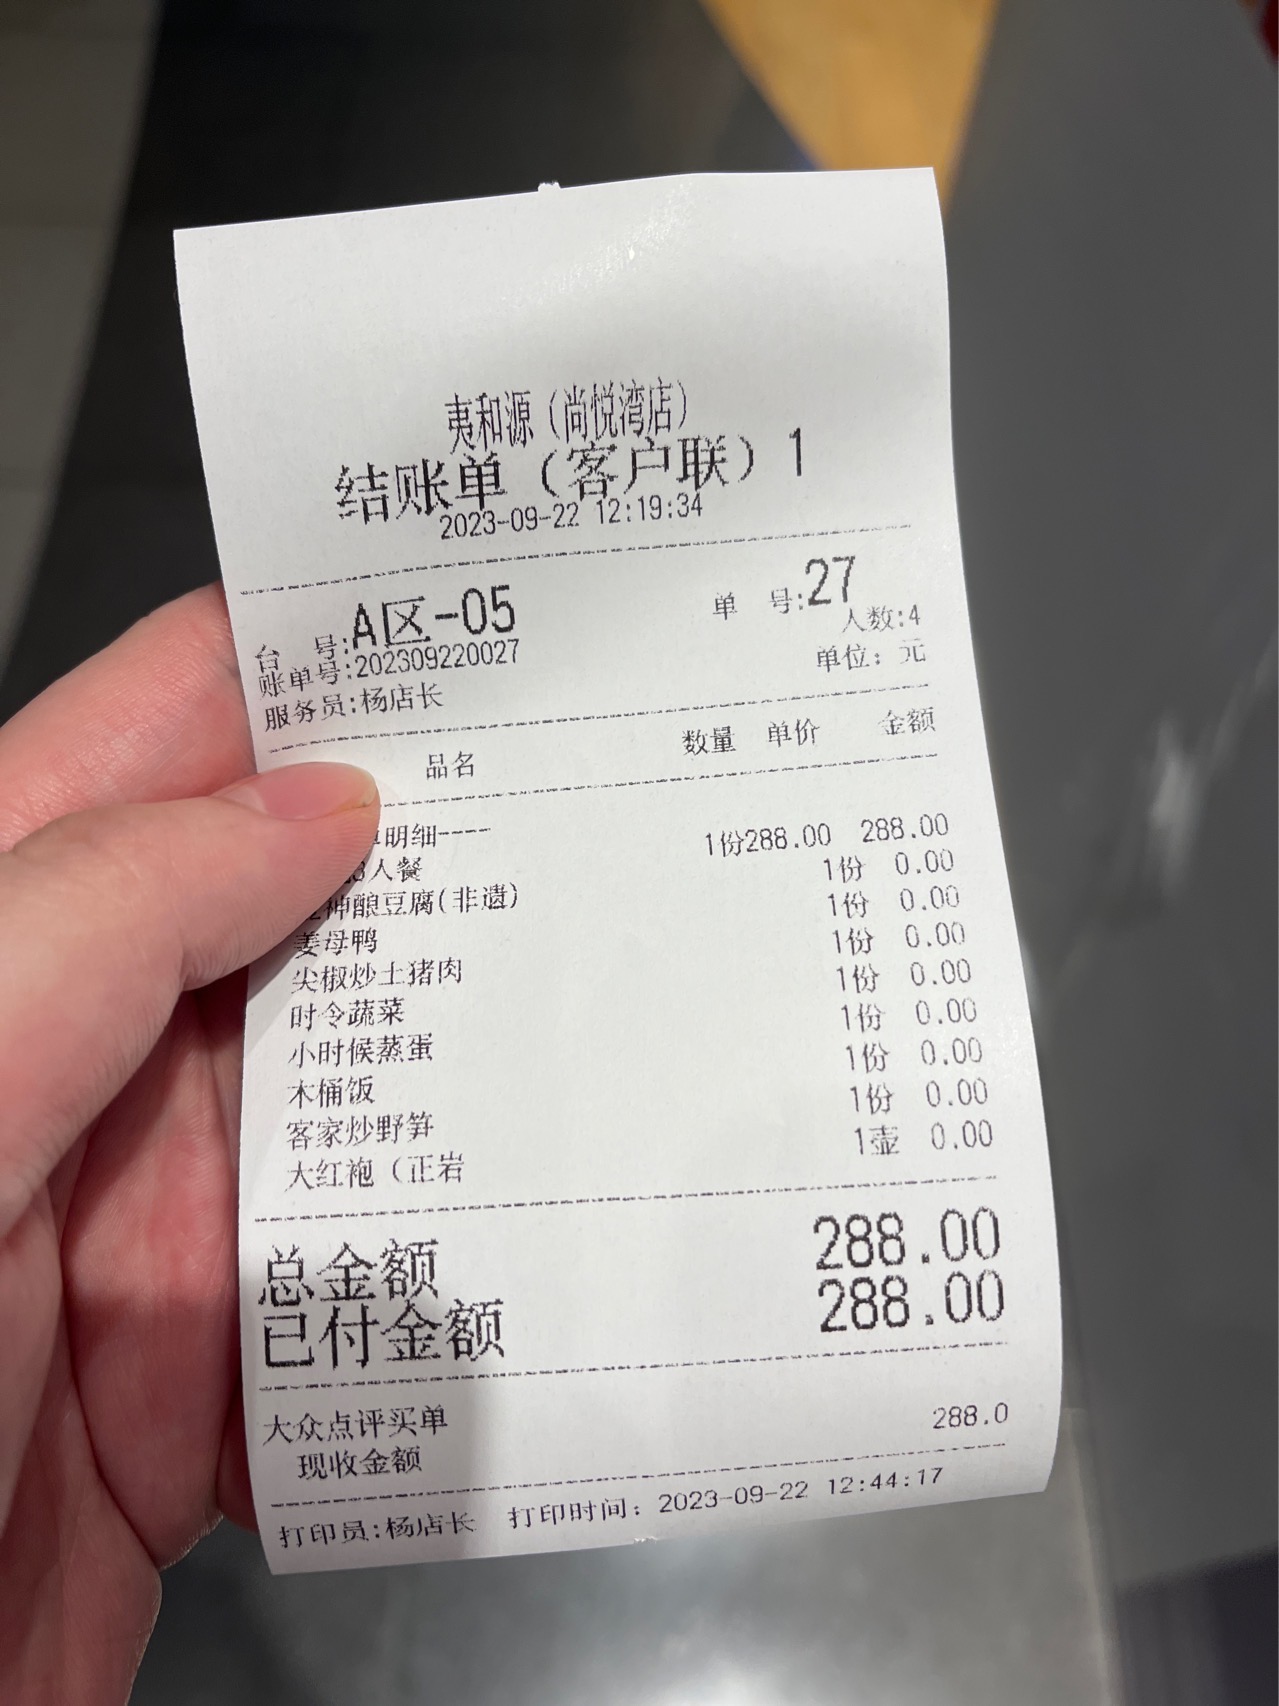 夷和源（尚悦湾店）
结账单（客户联）1
2023-09-22 12:19:34
台 号:A区-05 单 号:27
账单号:202309220027 人数:4
服务员:杨店长 单位：元
品名 数量 单价 金额
明细---- 1份288.00 288.00
3人餐 1份 0.00
神酿豆腐(非遗) 1份 0.00
姜母鸭 1份 0.00
尖椒炒土猪肉 1份 0.00
时令蔬菜 1份 0.00
小时候蒸蛋 1份 0.00
木桶饭 1份 0.00
客家炒野笋 1壶 0.00
大红袍（正岩
总金额 288.00
已付金额 288.00
大众点评买单 288.0
现收金额
打印员:杨店长 打印时间：2023-09-22 12:44:17